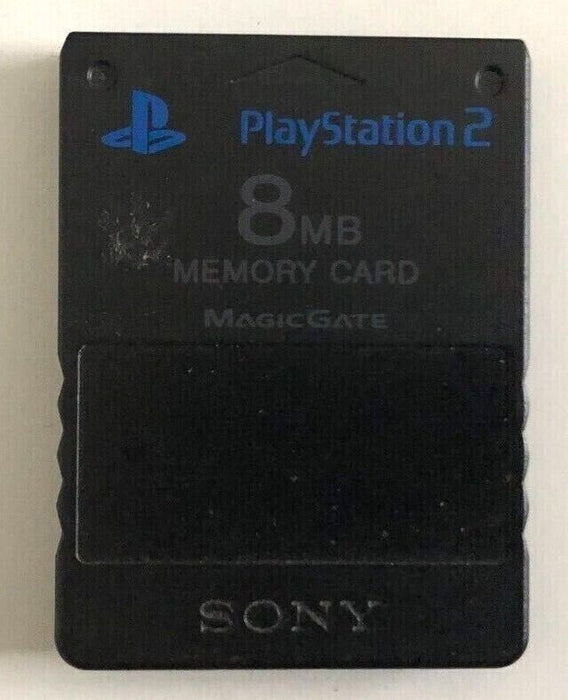 PlayStation 2
8MB
MEMORY CARD
MAGICGATE
SONY